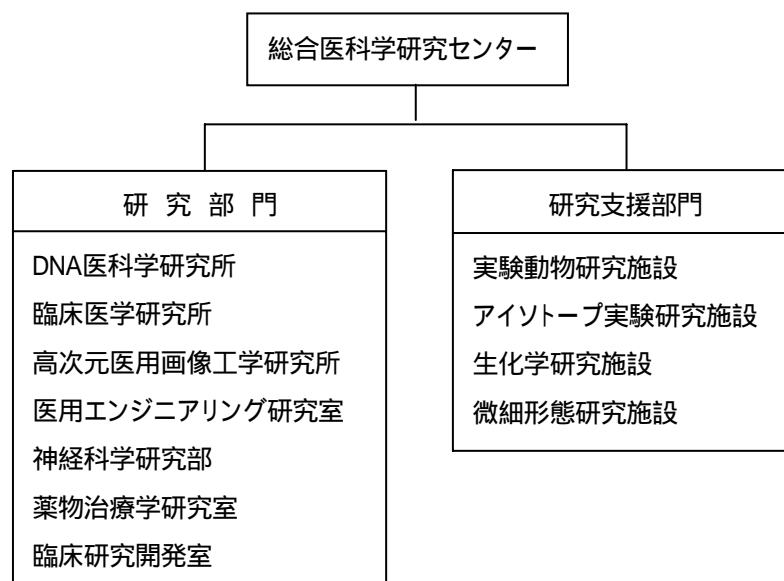 総合医科学研究センター
研 究 部 門
DNA医科学研究所
臨床医学研究所
高次元医用画像工学研究所
医用エンジニアリング研究室
神経科学研究部
薬物治療学研究室
臨床研究開発室
研究支援部門
実験動物研究施設
アイソトープ実験研究施設
生化学研究施設
微細形態研究施設